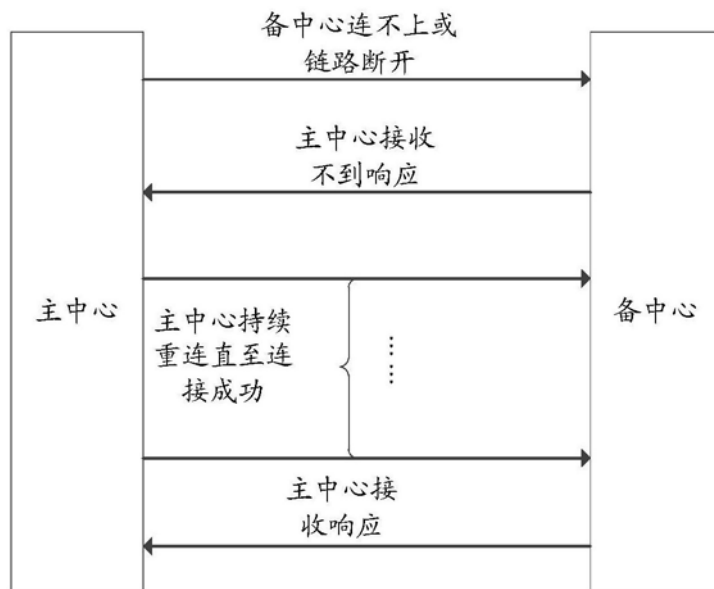 备中心连不上或
链路断开
主中心接收
不到响应
主中心
备中心
主中心持续
重连直至连
接成功
……
主中心接
收响应